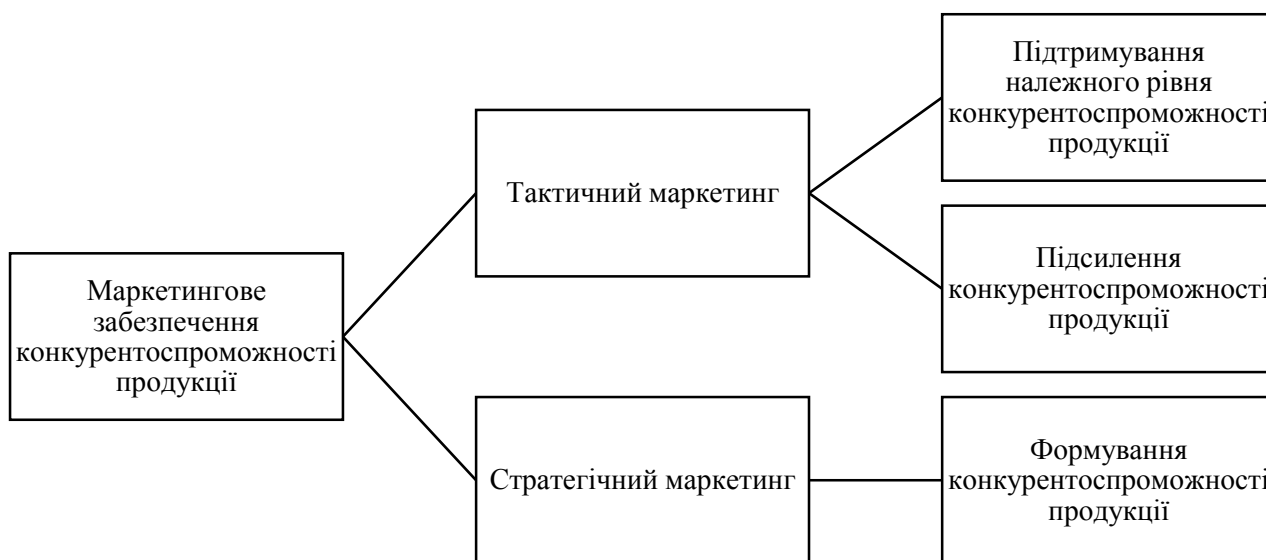 Маркетингове
забезпечення
конкурентоспроможності
продукції
Тактичний маркетинг
Стратегічний маркетинг
Підтримування
належного рівня
конкурентоспроможності
продукції
Підсилення
конкурентоспроможності
продукції
Формування
конкурентоспроможності
продукції